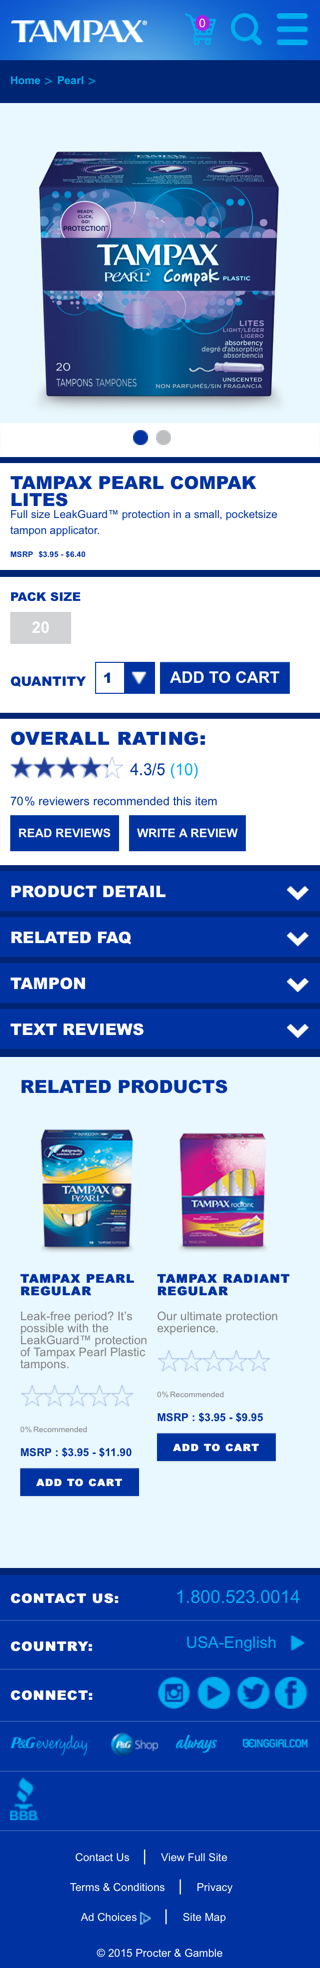 TAMPAX®
0
Home > Pearl >
READY,
CLICK,
GO!
PROTECTION™
TAMPAX
PEARL® Compak PLASTIC
LITES
LIGHT/LÉGER
LIGERO
absorbency
degré d'absorption
absorbencia
20
TAMPONS TAMPONES
UNSCENTED
NON PARFUMÉS/SIN FRAGANCIA
TAMPAX PEARL COMPAK
LITES
Full size LeakGuard™ protection in a small, pocketsize
tampon applicator.
MSRP $3.95 - $6.40
PACK SIZE
20
QUANTITY 1 ADD TO CART
OVERALL RATING:
4.3/5 (10)
70% reviewers recommended this item
READ REVIEWS WRITE A REVIEW
PRODUCT DETAIL
RELATED FAQ
TAMPON
TEXT REVIEWS
RELATED PRODUCTS
TAMPAX
PEARL
TAMPAX radiant
TAMPAX PEARL
REGULAR
Leak-free period? It's
possible with the
LeakGuard™ protection
of Tampax Pearl Plastic
tampons.
0% Recommended
MSRP : $3.95 - $11.90
ADD TO CART
TAMPAX RADIANT
REGULAR
Our ultimate protection
experience.
0% Recommended
MSRP : $3.95 - $9.95
ADD TO CART
CONTACT US: 1.800.523.0014
COUNTRY: USA-English
CONNECT:
P&G everyday P&G Shop always BEINGGIRL.COM
BBB
Contact Us | View Full Site
Terms & Conditions | Privacy
Ad Choices | Site Map
© 2015 Procter & Gamble